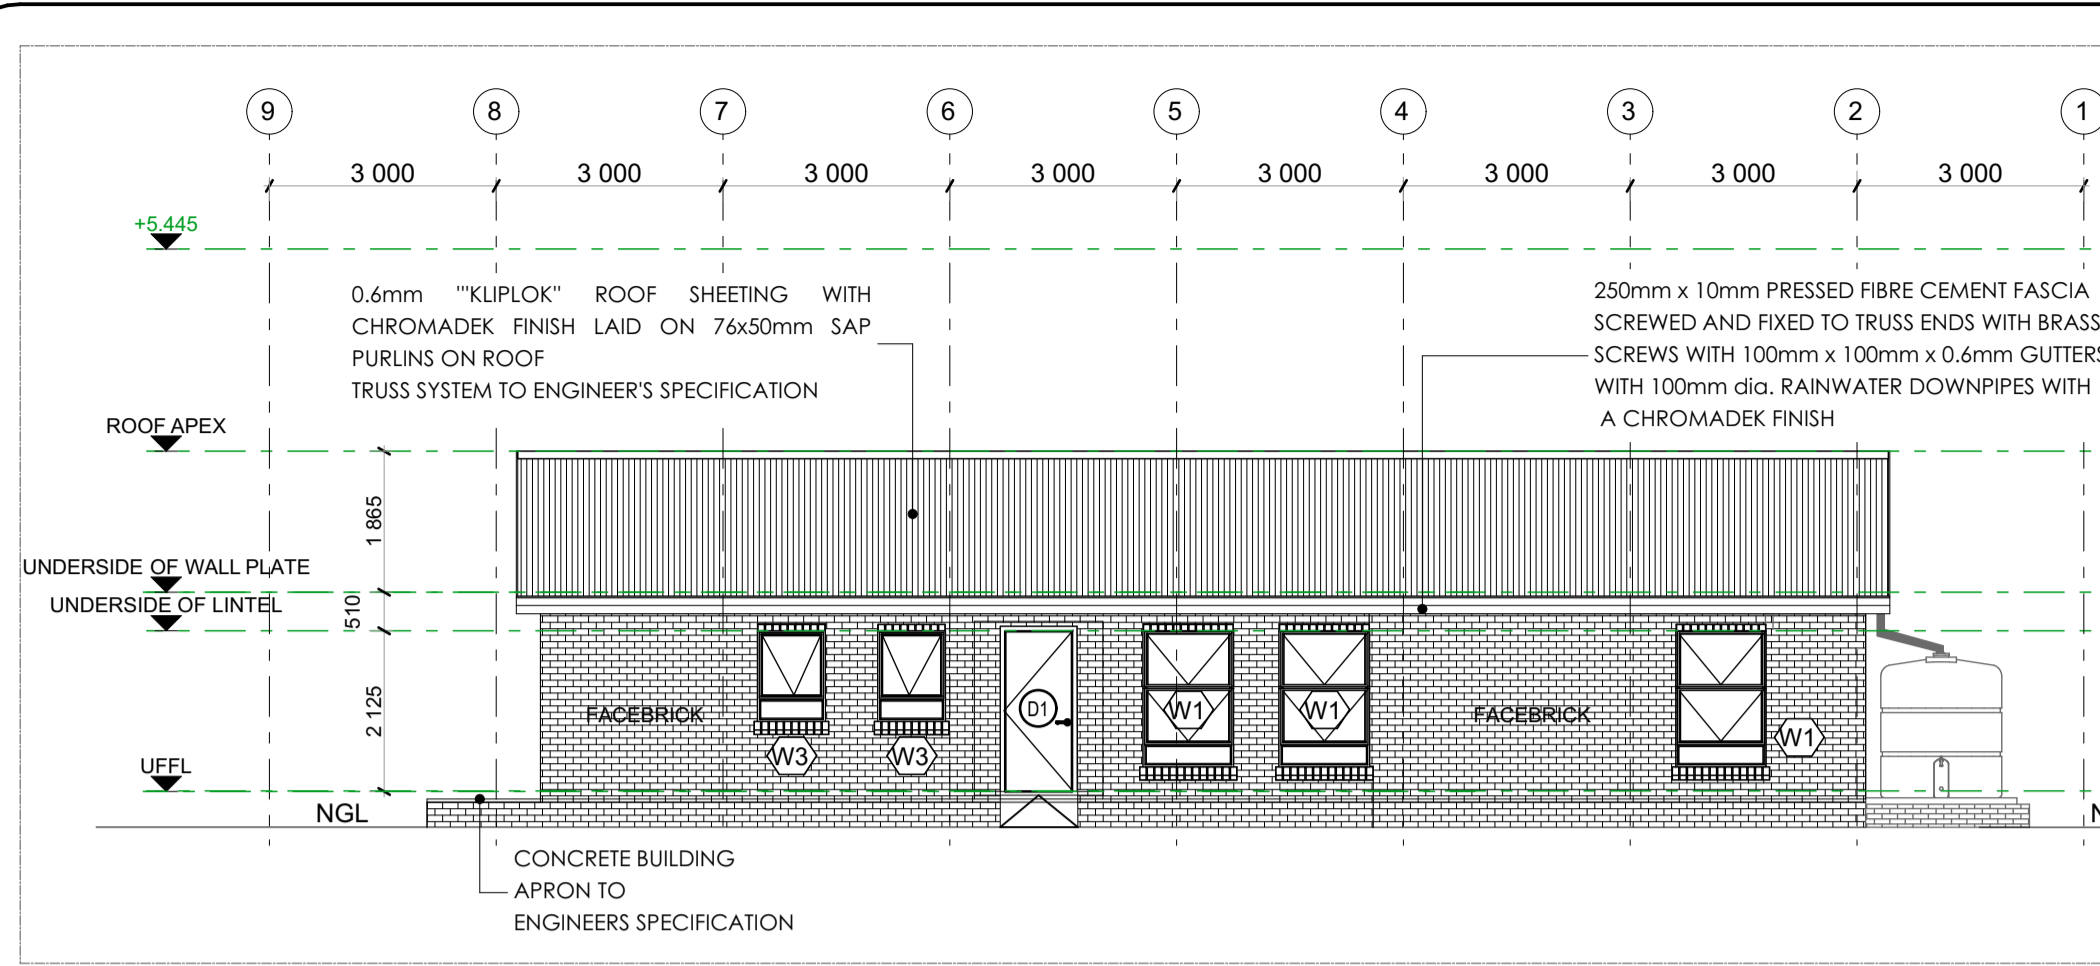 9 8 7 6 5 4 3 2 1
3 000 3 000 3 000 3 000 3 000 3 000 3 000 3 000
+5.445
0.6mm '"KLIPLOK" ROOF SHEETING WITH
CHROMADEK FINISH LAID ON 76x50mm SAP
PURLINS ON ROOF
TRUSS SYSTEM TO ENGINEER'S SPECIFICATION
250mm x 10mm PRESSED FIBRE CEMENT FASCIA
SCREWED AND FIXED TO TRUSS ENDS WITH BRASS
SCREWS WITH 100mm x 100mm x 0.6mm GUTTERS
WITH 100mm dia. RAINWATER DOWNPIPES WITH
A CHROMADEK FINISH
ROOF APEX
1 865
UNDERSIDE OF WALL PLATE
UNDERSIDE OF LINTEL
510
2 125
FACEBRICK
D1
W1
W1
FACEBRICK
W3
W3
W1
UFFL
NGL
CONCRETE BUILDING
APRON TO
ENGINEERS SPECIFICATION